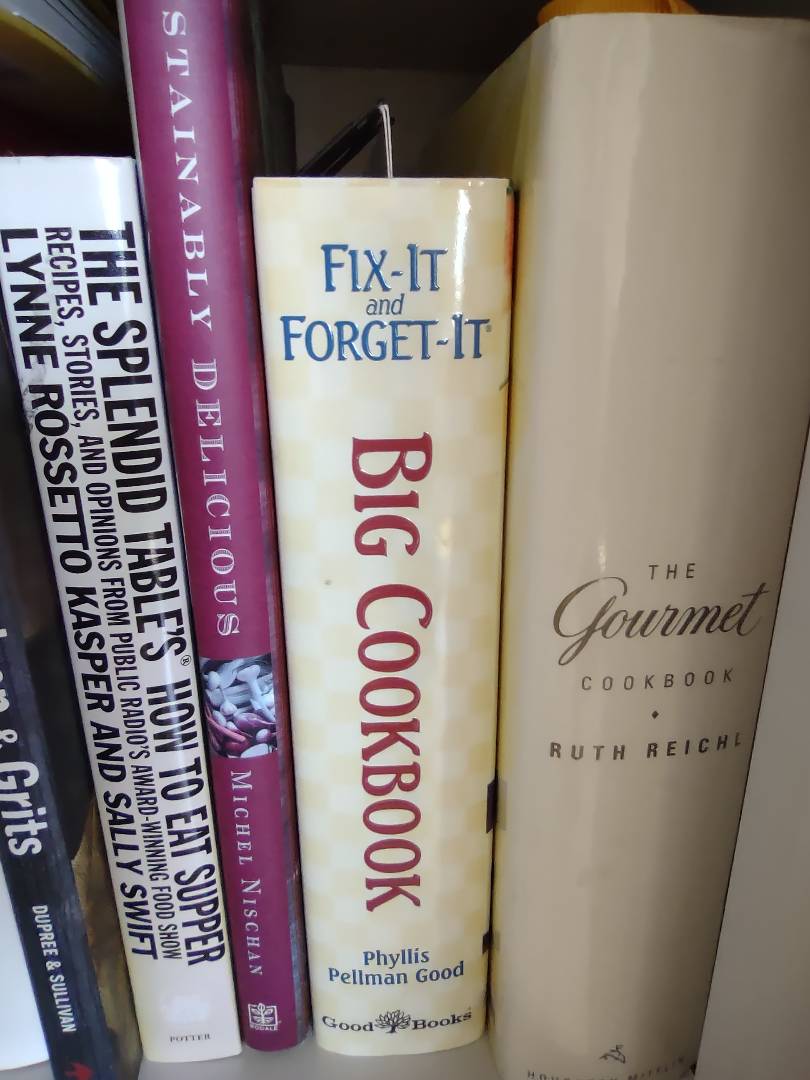 & Grits
DUPREE & SULLIVAN
THE SPLENDID TABLE'S® HOW TO EAT SUPPER
RECIPES, STORIES, AND OPINIONS FROM PUBLIC RADIO'S AWARD-WINNING FOOD SHOW
LYNNE ROSSETTO KASPER AND SALLY SWIFT
POTTER
STAINABLY DELICIOUS
MICHEL NISCHAN
RODALE
FIX-IT
and
FORGET-IT®
BIG COOKBOOK
Phyllis
Pellman Good
Good Books
THE
Gourmet
COOKBOOK
RUTH REICHL